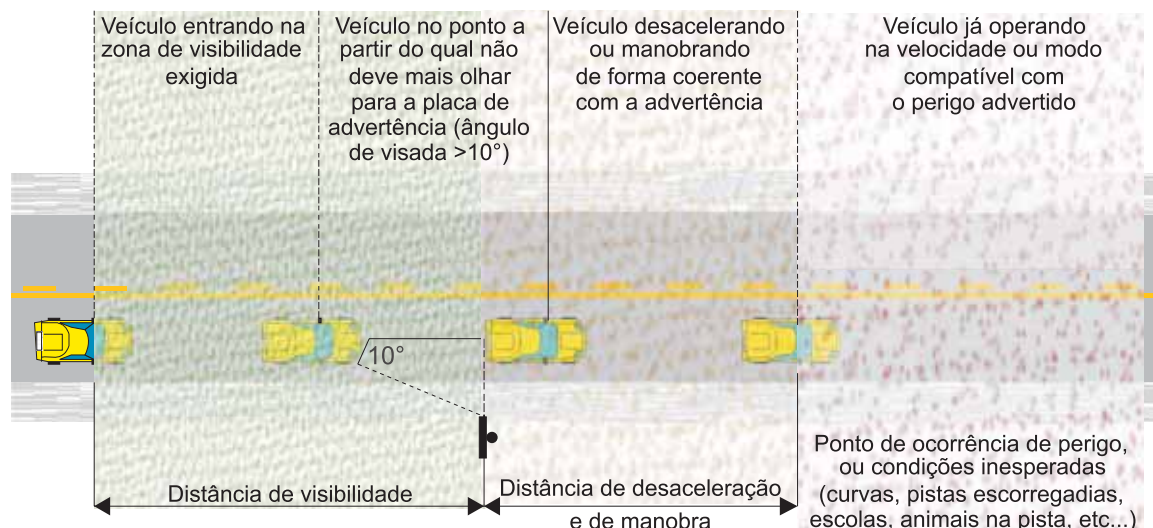 Veículo entrando na
zona de visibilidade
exigida
Veículo no ponto a
partir do qual não
deve mais olhar
para a placa de
advertência (ângulo
de visada >10°)
Veículo desacelerando
ou manobrando
de forma coerente
com a advertência
Veículo já operando
na velocidade ou modo
compatível com
o perigo advertido
10°
Distância de visibilidade
Distância de desaceleração
e de manobra
Ponto de ocorrência de perigo,
ou condições inesperadas
(curvas, pistas escorregadias,
escolas, animais na pista, etc...)